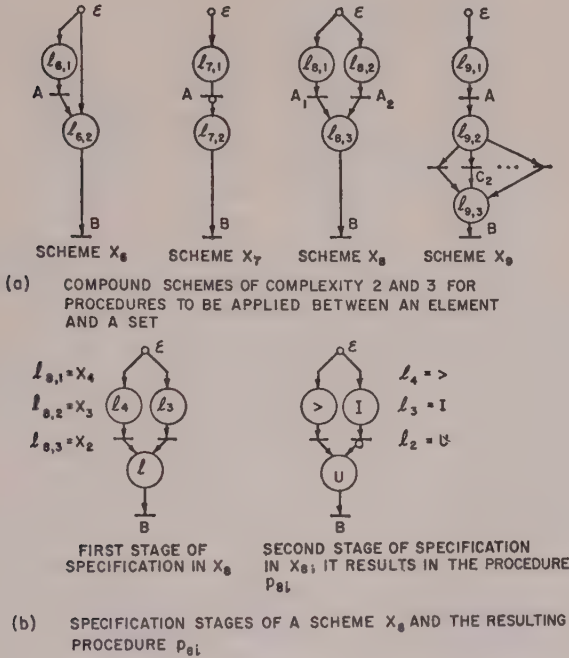 ε ε ε ε
ℓ6,1 ℓ7,1 ℓ8,1 ℓ8,2 ℓ9,1
A A A₁ A₂ A
ℓ6,2 ℓ7,2 ℓ8,3 ℓ9,2
C₂ ...
ℓ9,3
B B B B
SCHEME X₆ SCHEME X₇ SCHEME X₈ SCHEME X₉
(a) COMPOUND SCHEMES OF COMPLEXITY 2 AND 3 FOR
PROCEDURES TO BE APPLIED BETWEEN AN ELEMENT
AND A SET
ε ε
ℓ8,1 = X₄ ℓ4 ℓ3 > I ℓ4 = >
ℓ8,2 = X₃ ℓ3 = I
ℓ8,3 = X₂ ℓ U ℓ2 =
B B
FIRST STAGE OF SECOND STAGE OF SPECIFICATION
SPECIFICATION IN X₈ IN X₈ᵢ IT RESULTS IN THE PROCEDURE
P₈ᵢ
(b) SPECIFICATION STAGES OF A SCHEME X₈ AND THE RESULTING
PROCEDURE P₈ᵢ